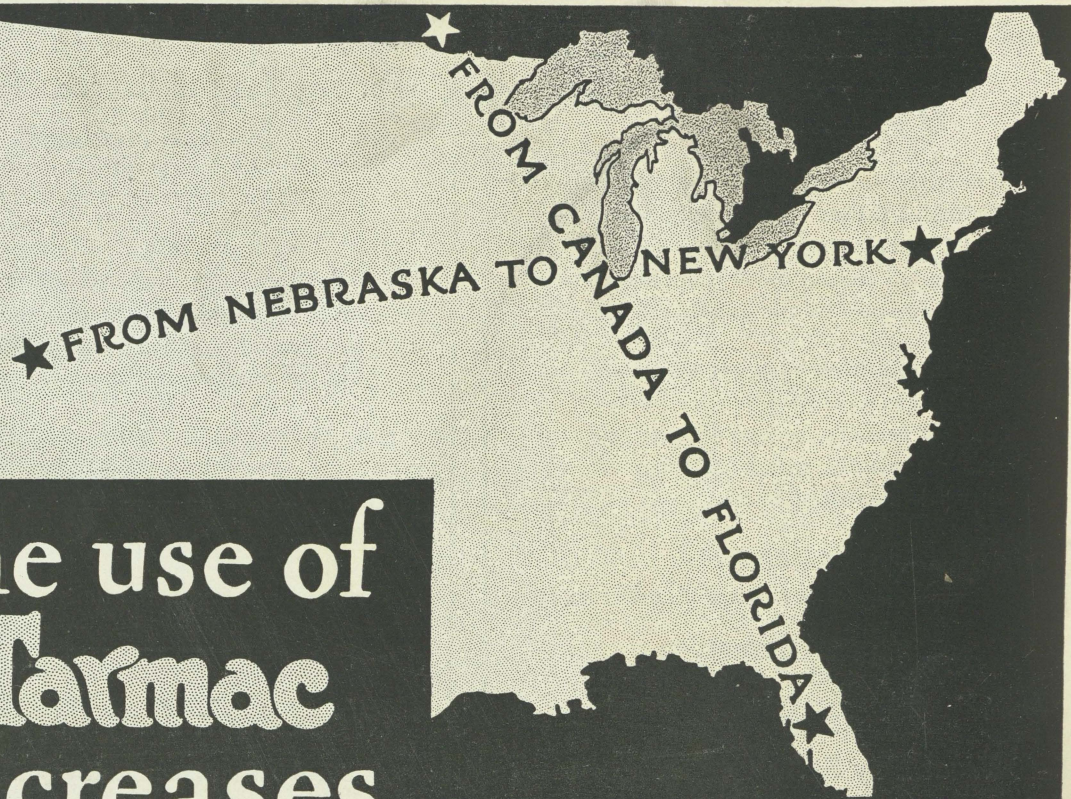 FROM CANADA TO FLORIDA
FROM NEBRASKA TO NEW YORK
e use of
Tarmac
creases